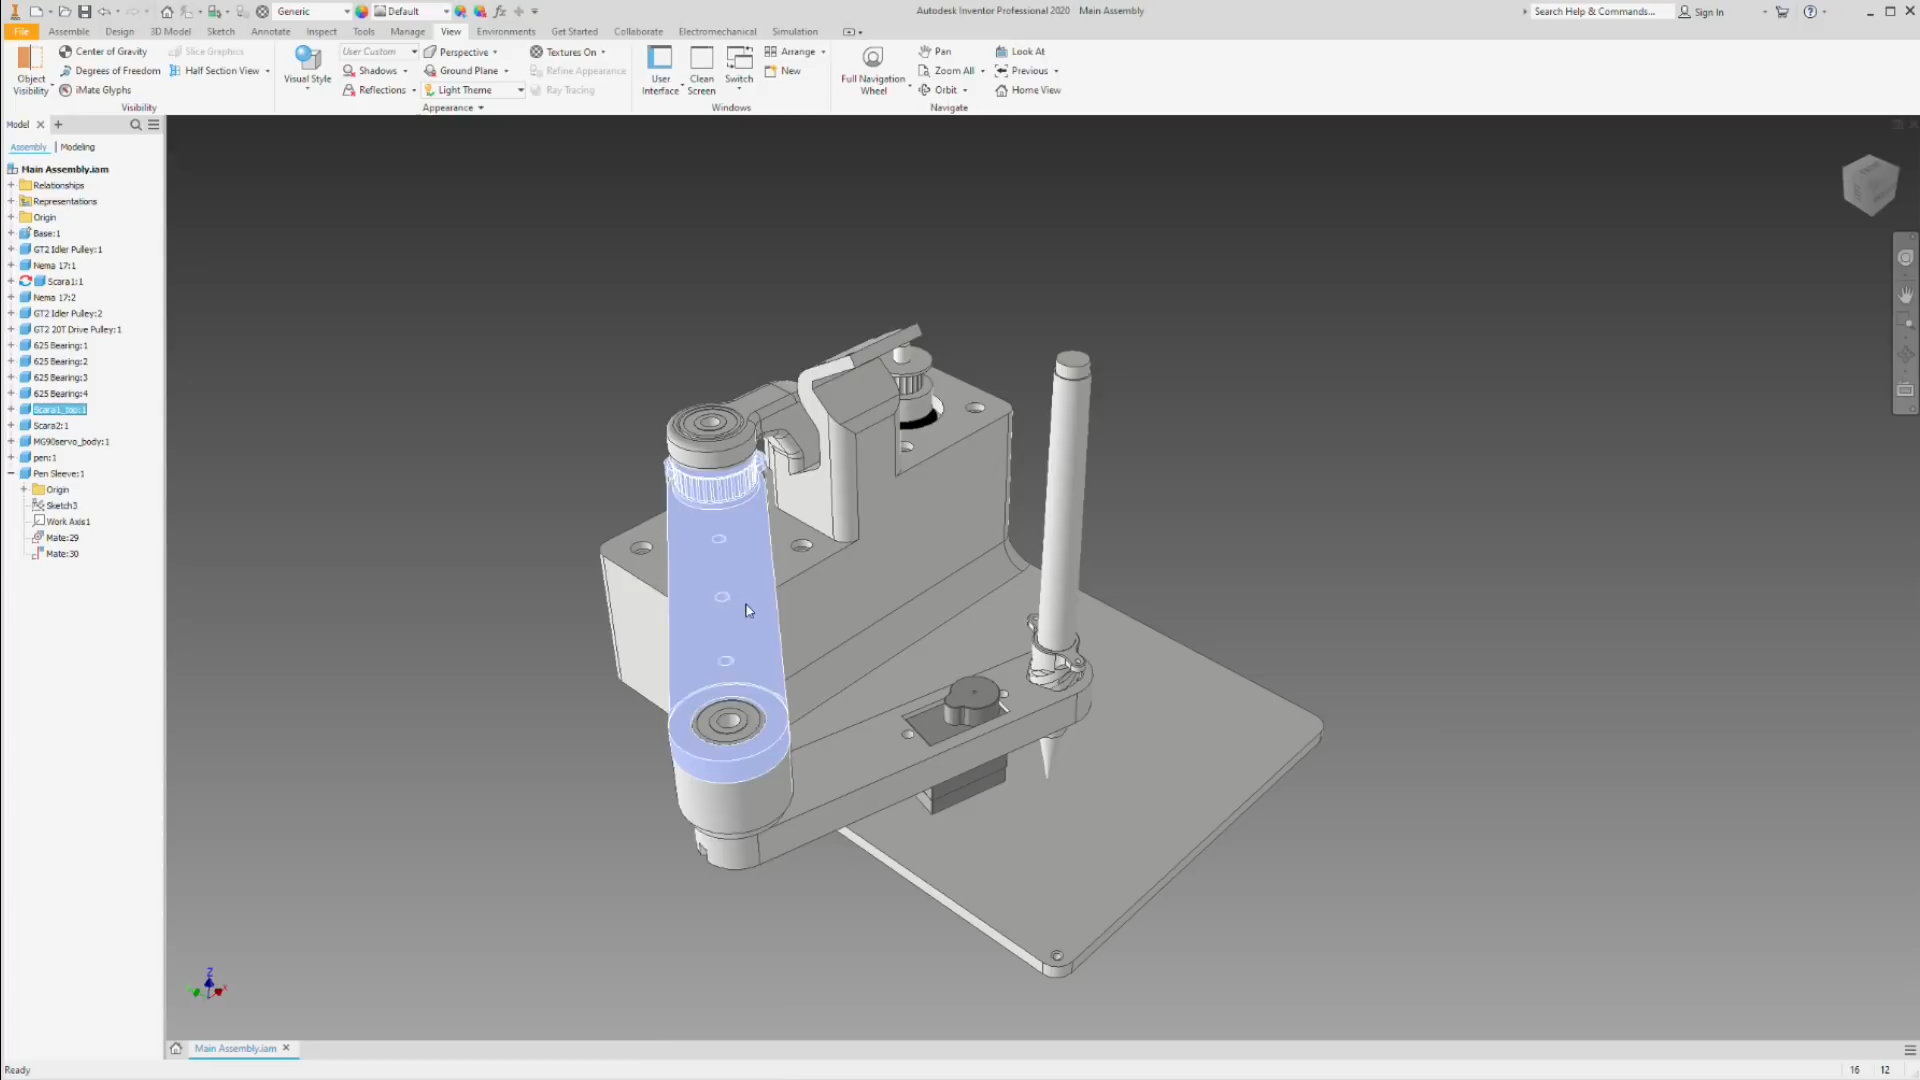 Generic
Default
Autodesk Inventor Professional 2020 Main Assembly
Search Help & Commands...
Sign In
File Assemble Design 3D Model Sketch Annotate Inspect Tools Manage View Environments Get Started Collaborate Electromechanical Simulation
Object Visibility
Center of Gravity
Degrees of Freedom
iMate Glyphs
Slice Graphics
Half Section View
Visibility
Visual Style
User Custom
Shadows
Reflections
Perspective
Ground Plane
Light Theme
Textures On
Refine Appearance
Ray Tracing
Appearance
User Interface
Clean Screen
Switch
Arrange
New
Windows
Full Navigation Wheel
Pan
Zoom All
Orbit
Look At
Previous
Home View
Navigate
Model
Assembly | Modeling
Main Assembly.iam
Relationships
Representations
Origin
Base:1
GT2 Idler Pulley:1
Nema 17:1
Scara1:1
Nema 17:2
GT2 Idler Pulley:2
GT2 20T Drive Pulley:1
625 Bearing:1
625 Bearing:2
625 Bearing:3
625 Bearing:4
Scara1_top:1
Scara2:1
MG90servo_body:1
pen:1
Pen Sleeve:1
Origin
Sketch3
Work Axis1
Mate:29
Mate:30
Z
Main Assembly.iam
Ready
16 12